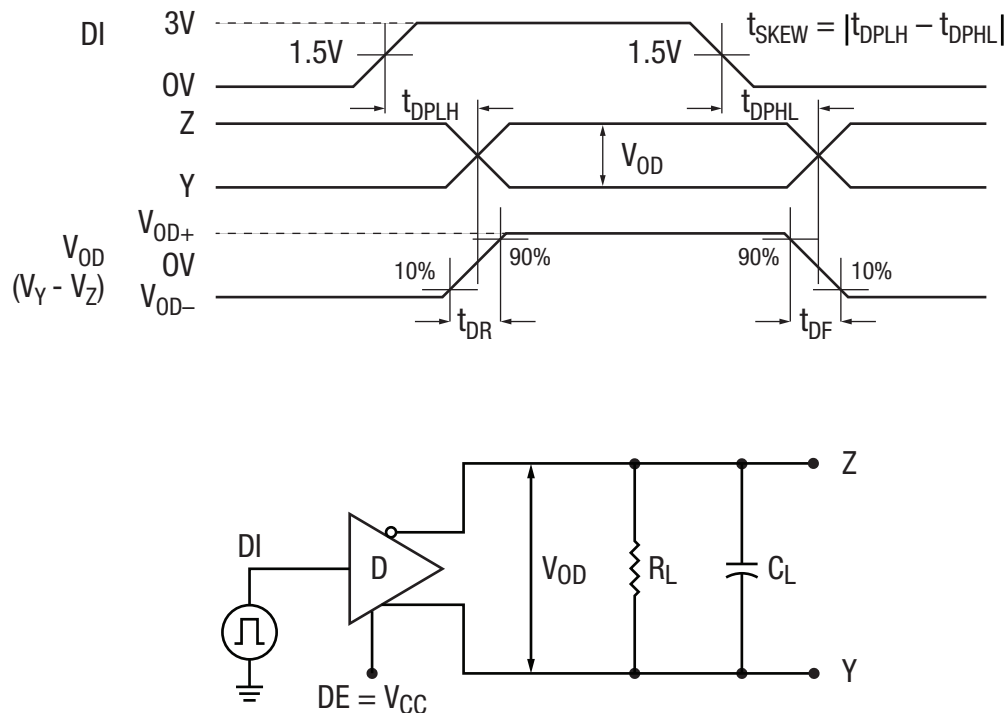 DI
3V
1.5V
0V
1.5V
tSKEW = |tDPLH – tDPHL|
tDPLH
tDPHL
Z
Y
VOD
VOD
(VY - VZ)
VOD+
0V
VOD–
10%
90%
90%
10%
tDR
tDF
DI
D
DE = VCC
VOD
RL
CL
Z
Y